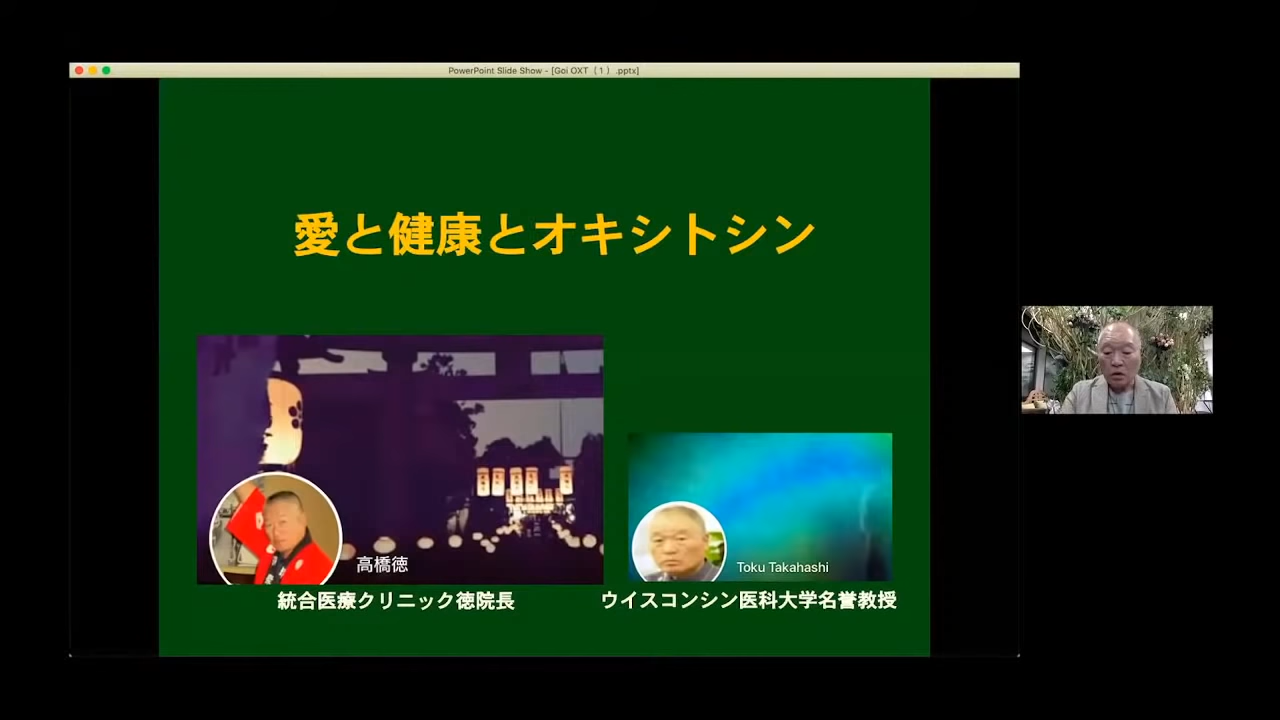 PowerPoint Slide Show - [Goi OXT（1）.pptx]
愛と健康とオキシトシン
高橋徳
Toku Takahashi
統合医療クリニック徳院長
ウイスコンシン医科大学名誉教授